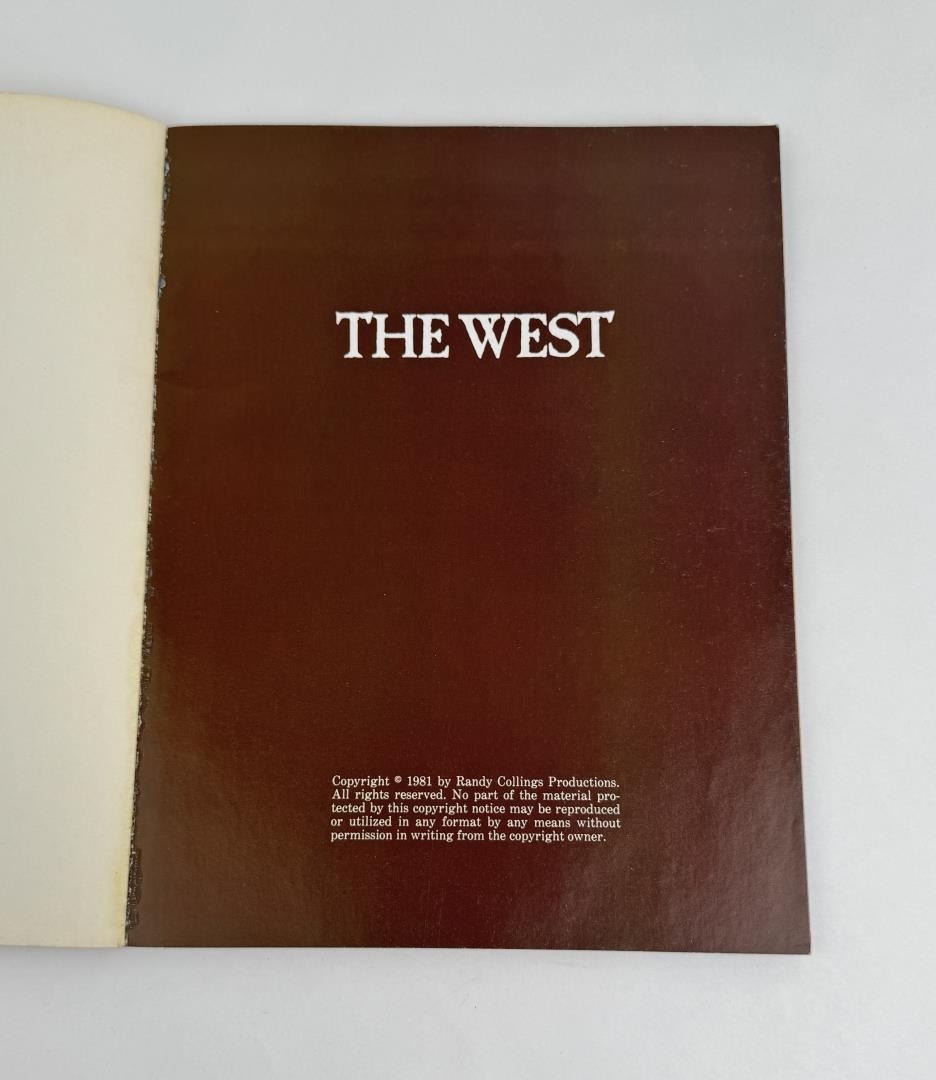 THE WEST
Copyright © 1981 by Randy Collings Productions.
All rights reserved. No part of the material pro-
tected by this copyright notice may be reproduced
or utilized in any format by any means without
permission in writing from the copyright owner.